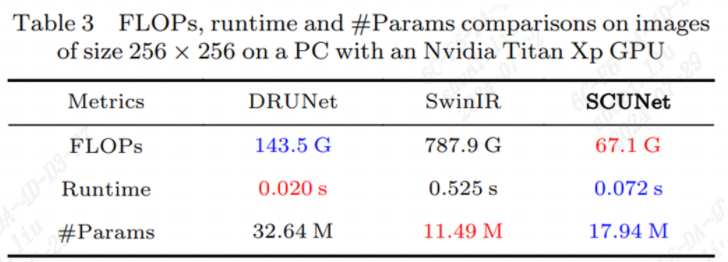 Table 3 FLOPs, runtime and #Params comparisons on images
of size 256 × 256 on a PC with an Nvidia Titan Xp GPU
Metrics DRUNet SwinIR SCUNet
FLOPs 143.5 G 787.9 G 67.1 G
Runtime 0.020 s 0.525 s 0.072 s
#Params 32.64 M 11.49 M 17.94 M